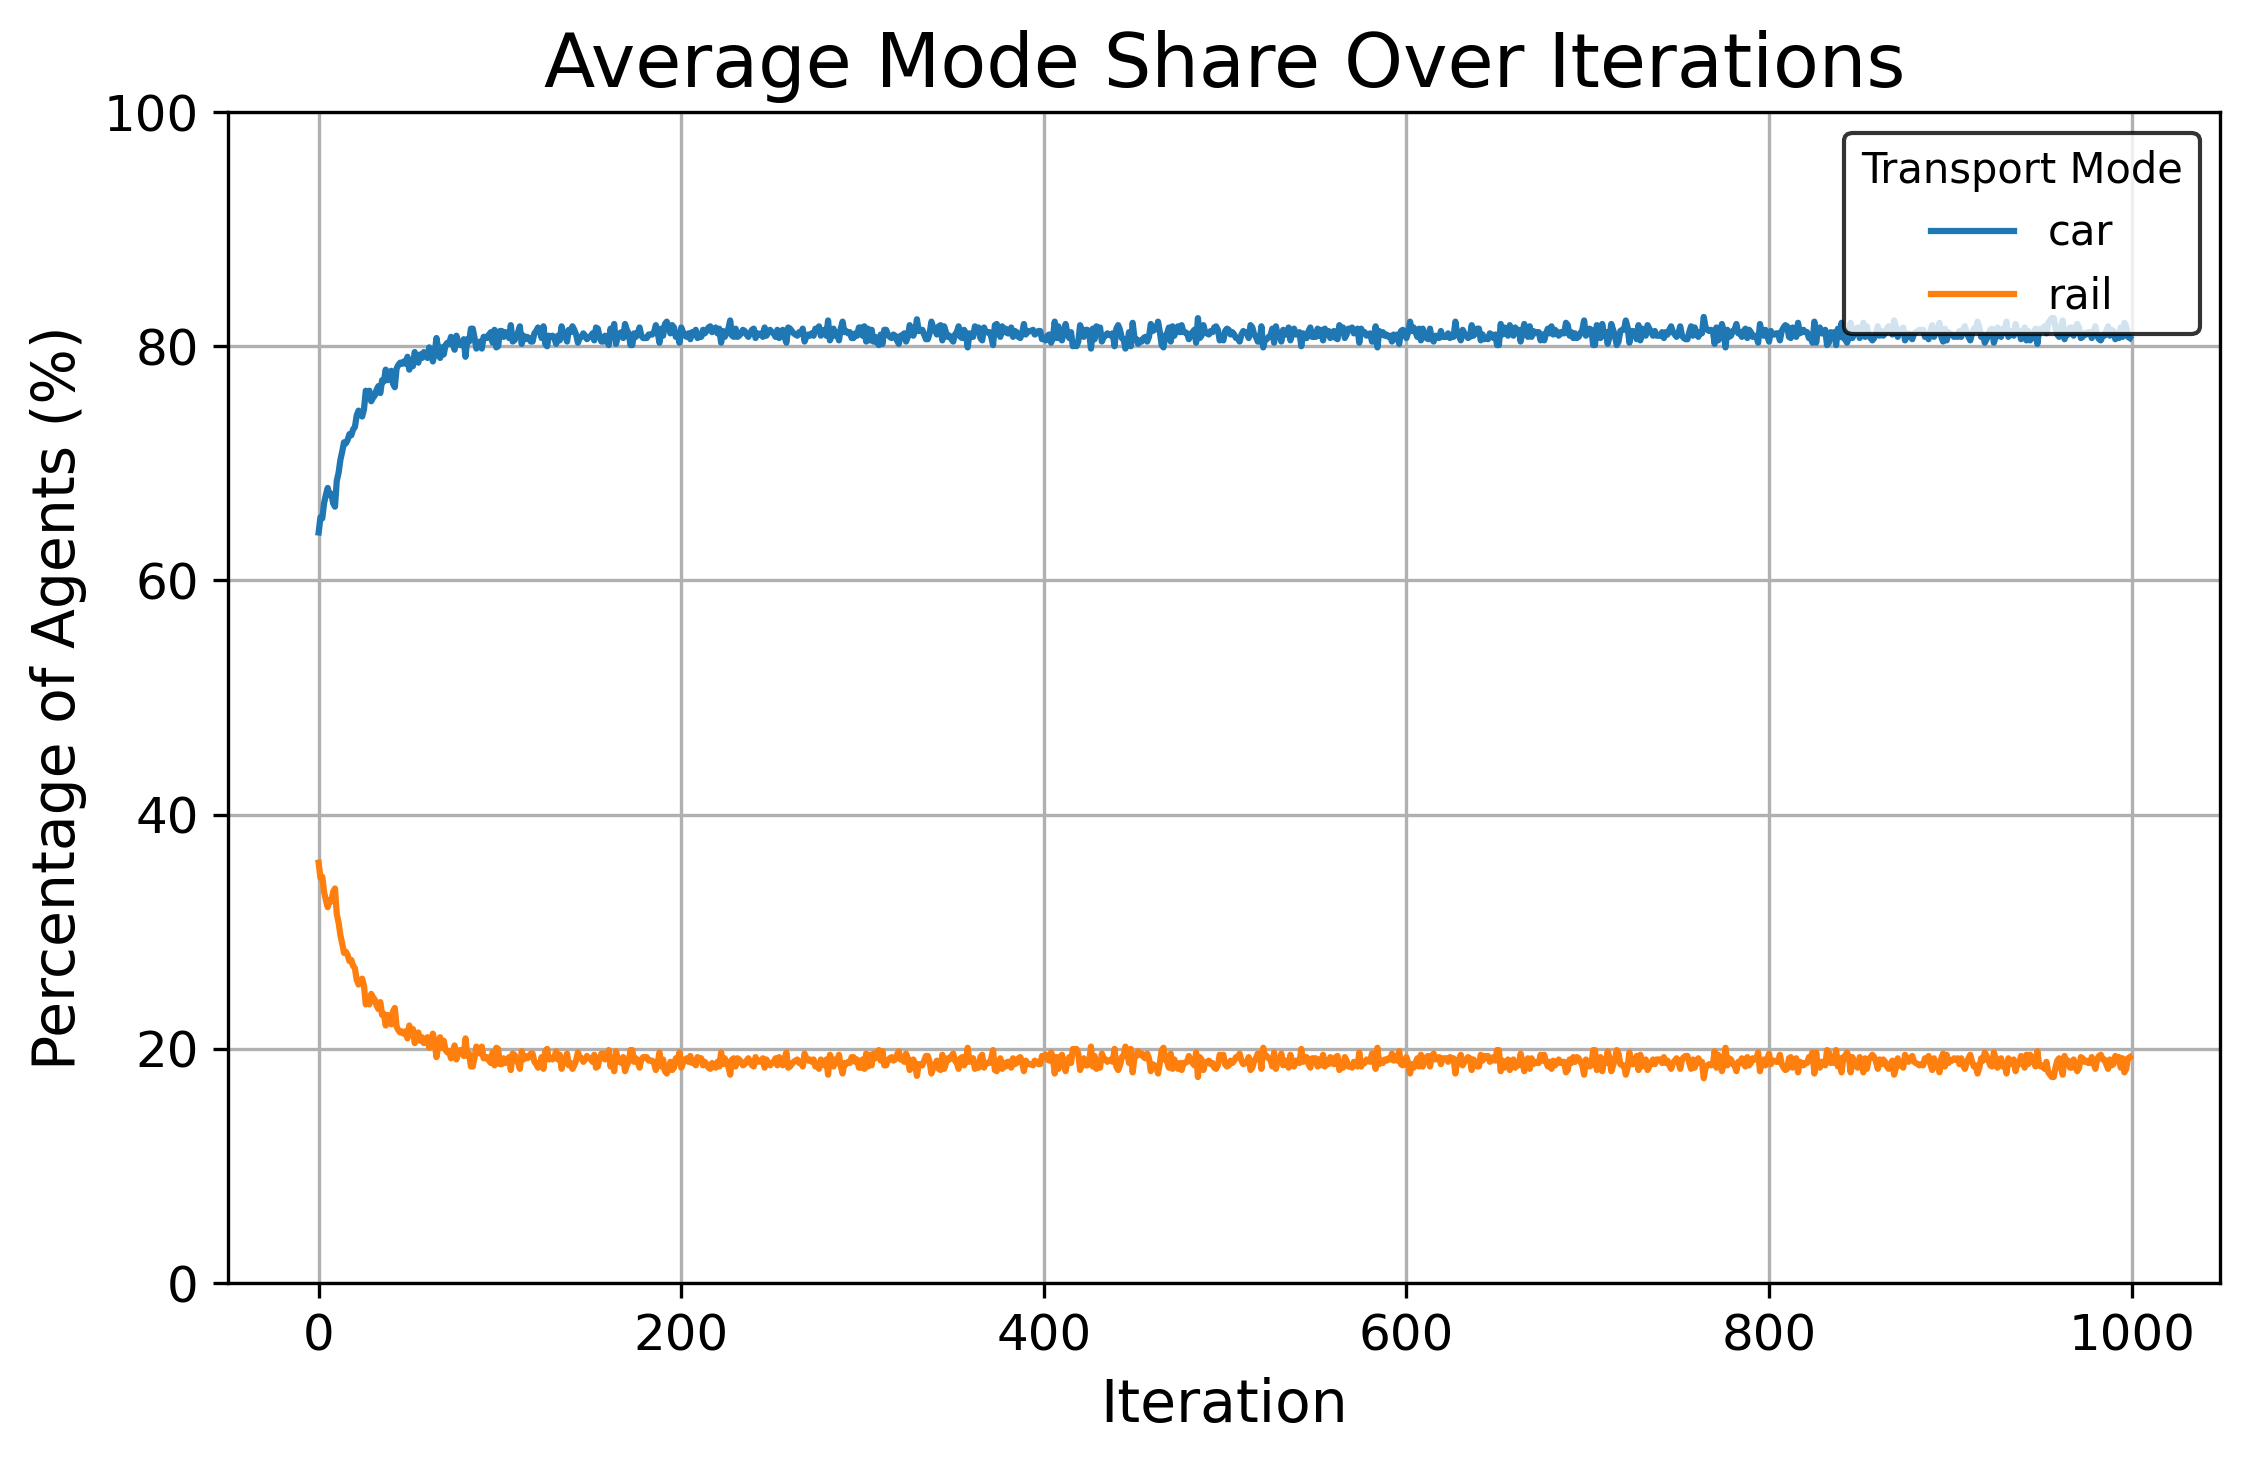 Average Mode Share Over Iterations
Percentage of Agents (%)
100
80
60
40
20
0
Transport Mode
car
rail
0 200 400 600 800 1000
Iteration